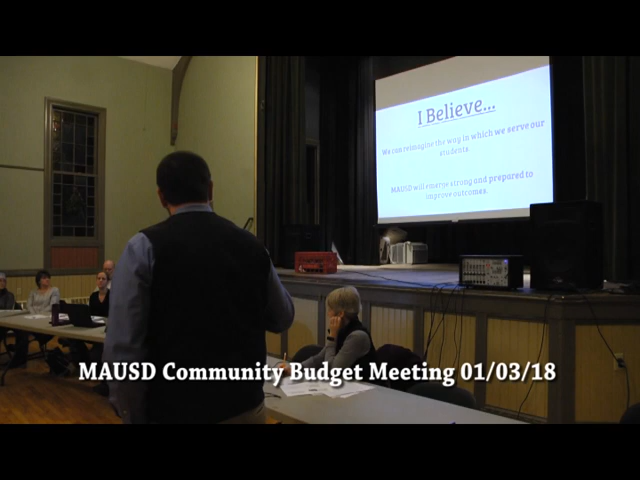 I Believe...
We can reimagine the way in which we serve our
students.
MAUSD will emerge strong and prepared to
improve outcomes.
MAUSD Community Budget Meeting 01/03/18